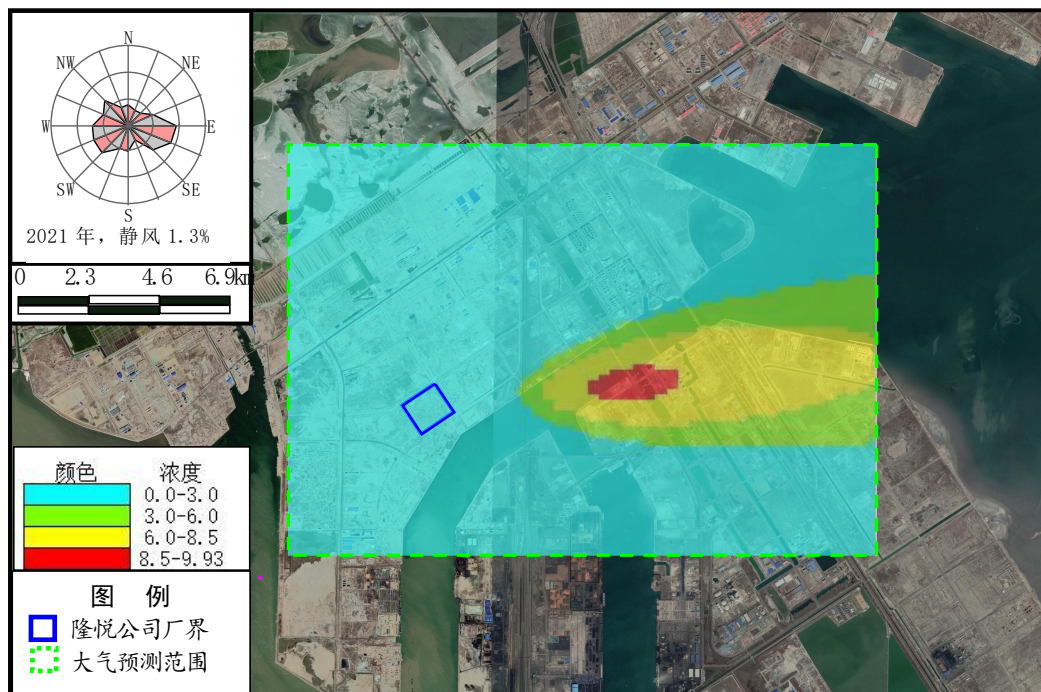 N
NW
NE
W
E
SW
SE
S
2021 年，静风 1.3%
0 2.3 4.6 6.9km
颜色 浓度
0.0-3.0
3.0-6.0
6.0-8.5
8.5-9.93
图 例
隆悦公司厂界
大气预测范围